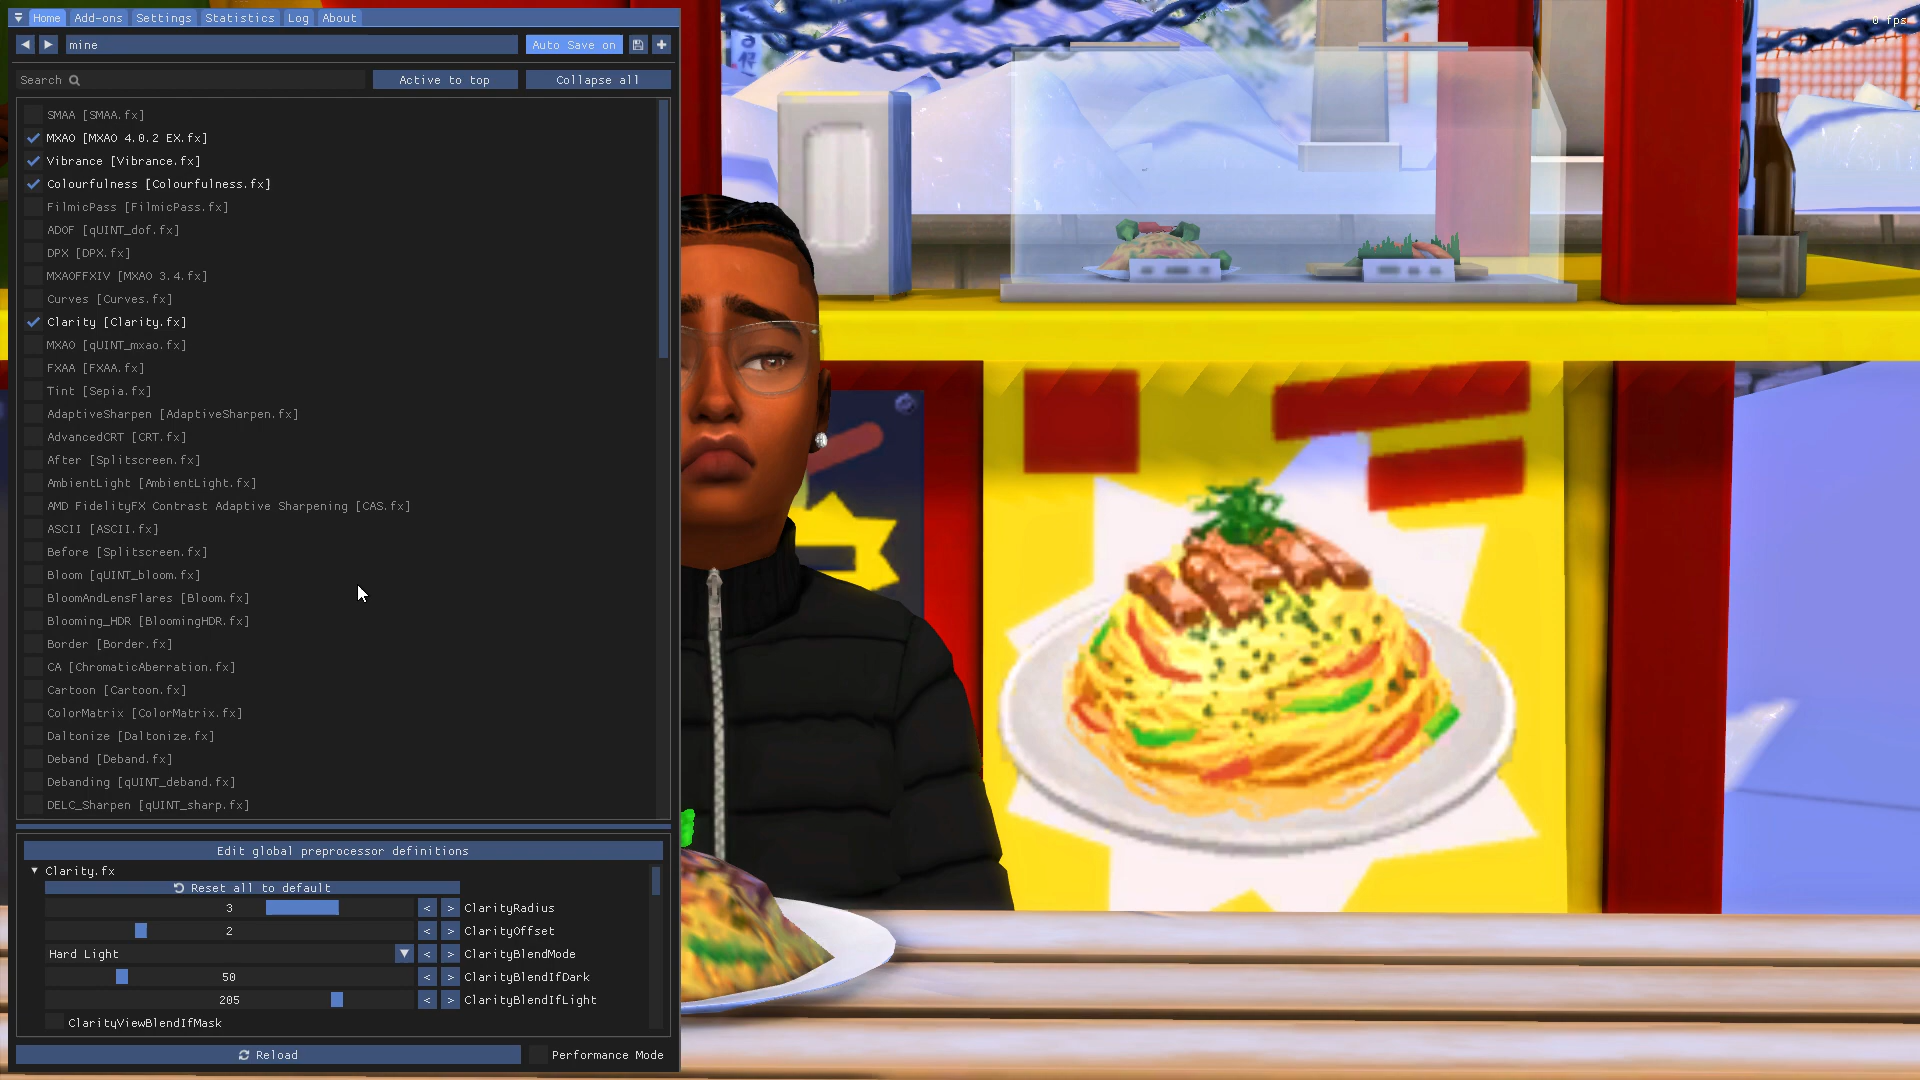 Home Add-ons Settings Statistics Log About
mine Auto Save on
Search Active to top Collapse all
SMAA [SMAA.fx]
MXAO [MXAO 4.0.2 EX.fx]
Vibrance [Vibrance.fx]
Colourfulness [Colourfulness.fx]
FilmicPass [FilmicPass.fx]
ADOF [qUINT_dof.fx]
DPX [DPX.fx]
MXAOFFXIV [MXAO 3.4.fx]
Curves [Curves.fx]
Clarity [Clarity.fx]
MXAO [qUINT_mxao.fx]
FXAA [FXAA.fx]
Tint [Sepia.fx]
AdaptiveSharpen [AdaptiveSharpen.fx]
AdvancedCRT [CRT.fx]
After [Splitscreen.fx]
AmbientLight [AmbientLight.fx]
AMD FidelityFX Contrast Adaptive Sharpening [CAS.fx]
ASCII [ASCII.fx]
Before [Splitscreen.fx]
Bloom [qUINT_bloom.fx]
BloomAndLensFlares [Bloom.fx]
Blooming_HDR [BloomingHDR.fx]
Border [Border.fx]
CA [ChromaticAberration.fx]
Cartoon [Cartoon.fx]
ColorMatrix [ColorMatrix.fx]
Daltonize [Daltonize.fx]
Deband [Deband.fx]
Debanding [qUINT_deband.fx]
DELC_Sharpen [qUINT_sharp.fx]
Edit global preprocessor definitions
Clarity.fx
Reset all to default
3 < > ClarityRadius
2 < > ClarityOffset
Hard Light < > ClarityBlendMode
50 < > ClarityBlendIfDark
205 < > ClarityBlendIfLight
ClarityViewBlendIfMask
Reload Performance Mode
0 fps